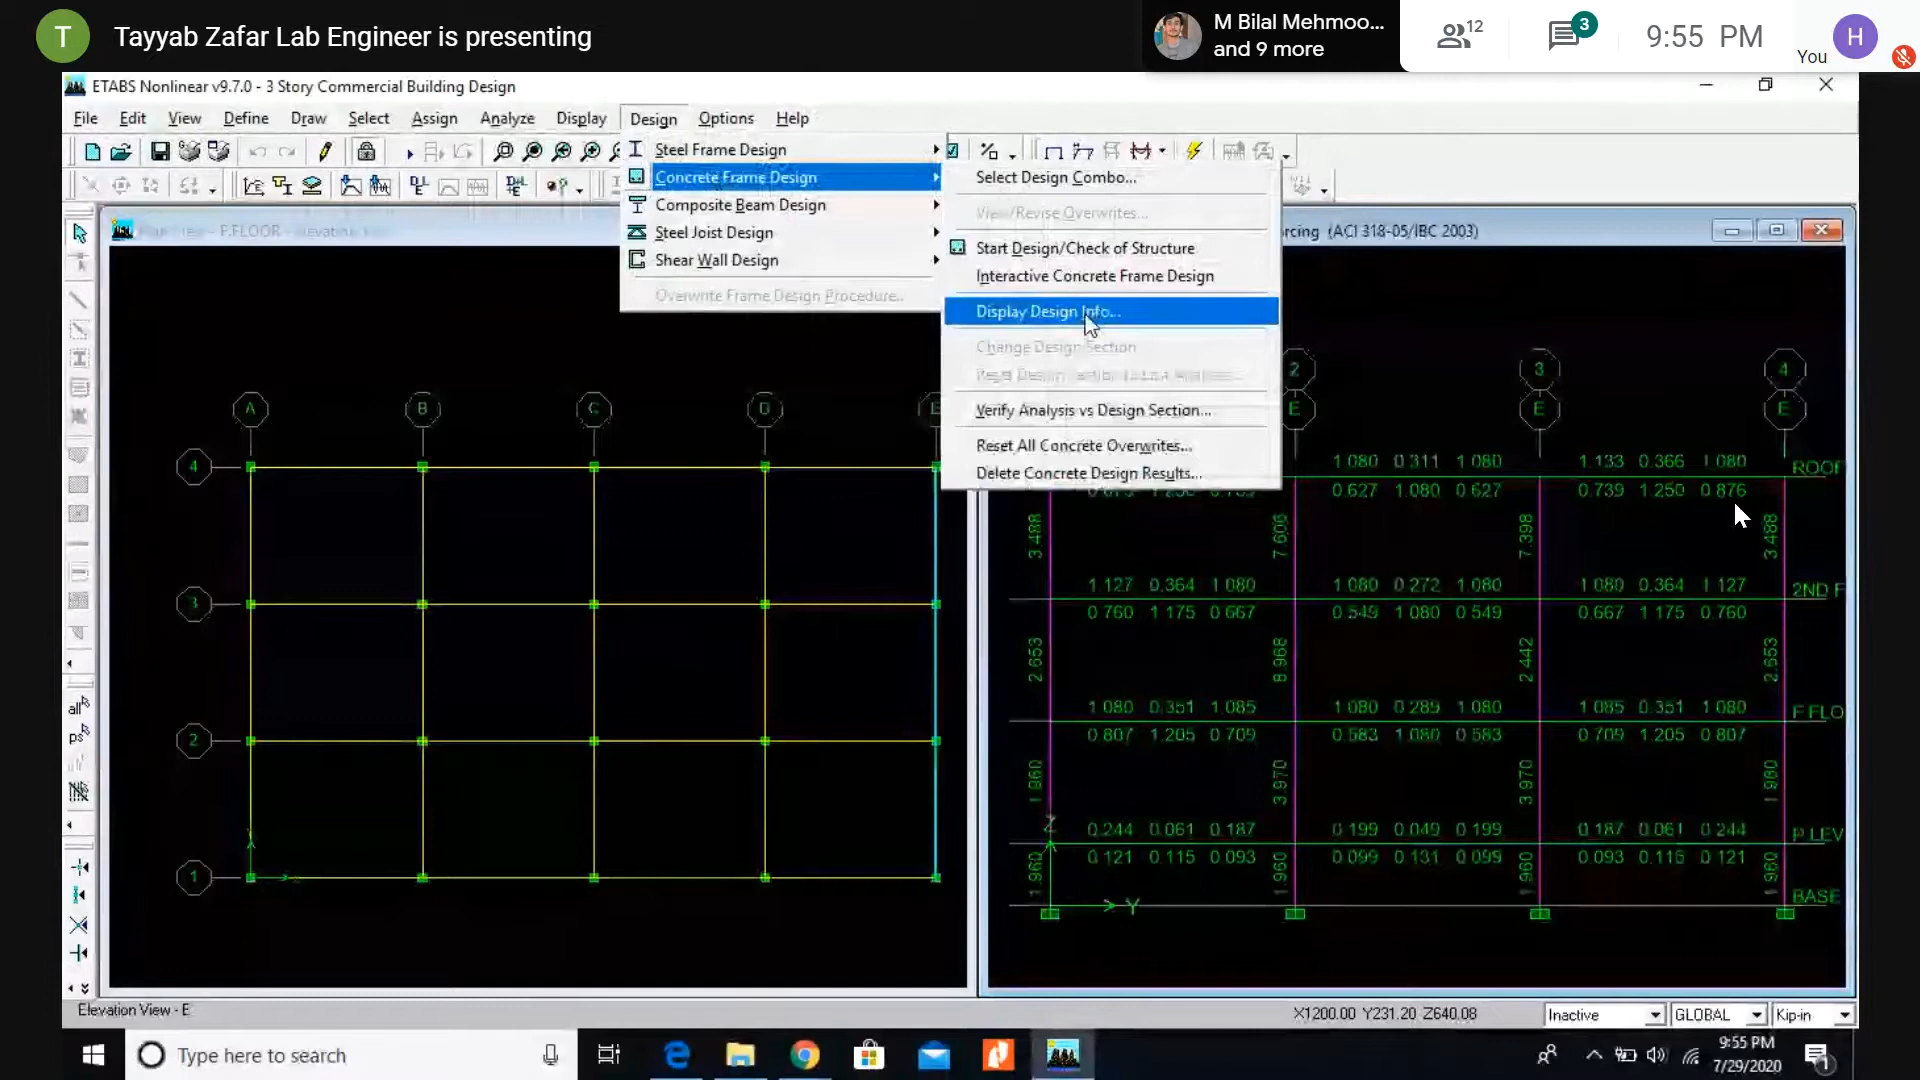 T Tayyab Zafar Lab Engineer is presenting
M Bilal Mehmoo...
and 9 more
12
3
9:55 PM
You
H
ETABS Nonlinear v9.7.0 - 3 Story Commercial Building Design
File Edit View Define Draw Select Assign Analyze Display Design Options Help
Steel Frame Design
Concrete Frame Design
Composite Beam Design
Steel Joist Design
Shear Wall Design
Overwrite Frame Design Procedure...
Select Design Combo...
View/Revise Overwrites...
Start Design/Check of Structure
Interactive Concrete Frame Design
Display Design Info...
Change Design Section
Verify Analysis vs Design Section...
Reset All Concrete Overwrites...
Delete Concrete Design Results...
Plan View - F.FLOOR - Elevation
rcing (ACI 318-05/IBC 2003)
all
ps
A B C D E
4
3
2
1
2 3 4
E E E
1.080 0.311 1.080 1.133 0.366 1.080 ROOF
0.627 1.080 0.627 0.739 1.250 0.876
3.488 7.606 7.398 3.488
1.127 0.364 1.080 1.080 0.272 1.080 1.080 0.364 1.127 2ND F
0.760 1.175 0.667 0.549 1.080 0.549 0.667 1.175 0.760
2.653 8.968 2.442 2.653
1.080 0.351 1.085 1.080 0.289 1.080 1.085 0.351 1.080 F FLO
0.807 1.205 0.709 0.583 1.080 0.583 0.709 1.205 0.807
1.960 3.970 3.970 1.960
0.244 0.061 0.187 0.199 0.049 0.199 0.187 0.061 0.244 P LEV
0.121 0.115 0.093 0.099 0.131 0.099 0.093 0.115 0.121
1.960 1.960 1.960 1.960
BASE
Z
Y
Elevation View - E
X1200.00 Y231.20 Z640.08
Inactive GLOBAL Kip-in
Type here to search
9:55 PM
7/29/2020
1